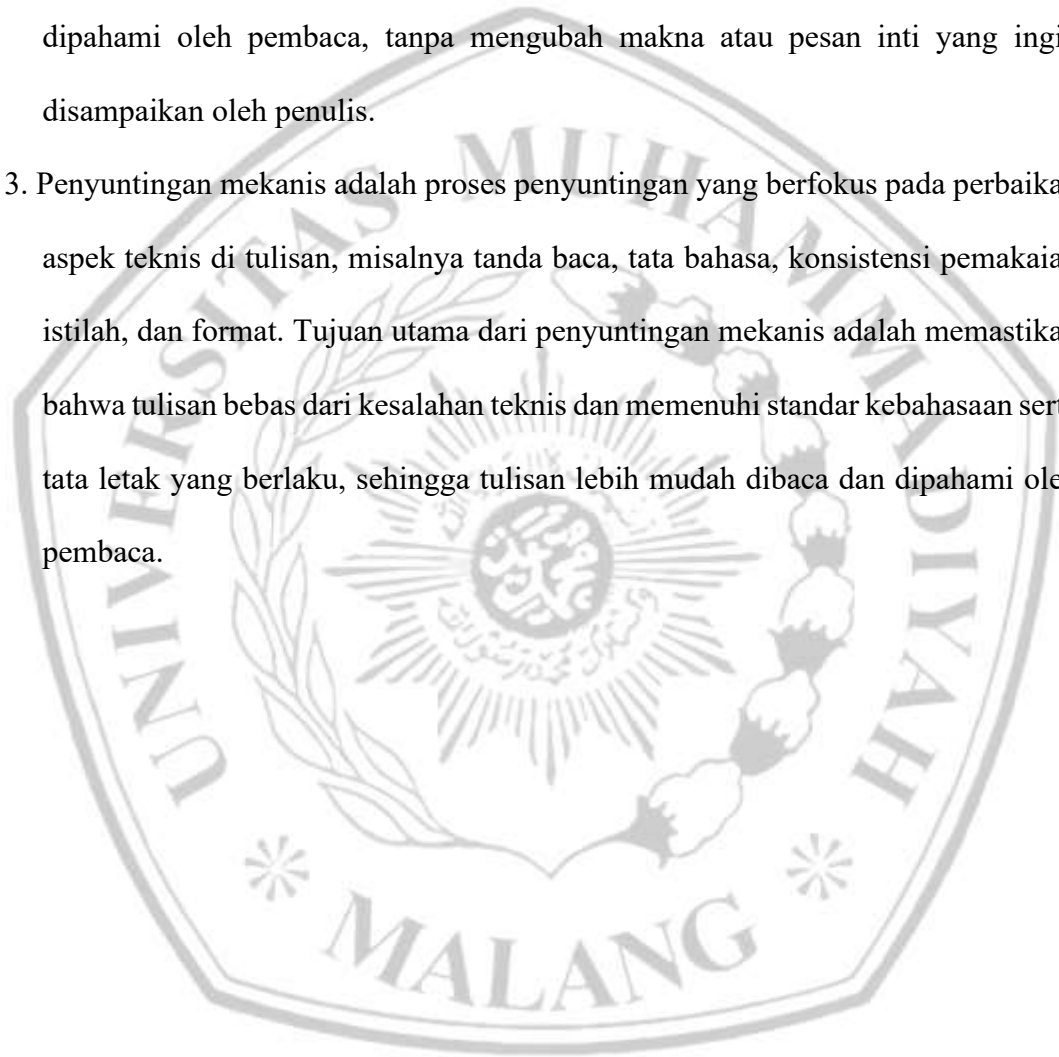 dipahami oleh pembaca, tanpa mengubah makna atau pesan inti yang ingi
disampaikan oleh penulis.
3. Penyuntingan mekanis adalah proses penyuntingan yang berfokus pada perbaika
aspek teknis di tulisan, misalnya tanda baca, tata bahasa, konsistensi pemakaia
istilah, dan format. Tujuan utama dari penyuntingan mekanis adalah memastika
bahwa tulisan bebas dari kesalahan teknis dan memenuhi standar kebahasaan sert
tata letak yang berlaku, sehingga tulisan lebih mudah dibaca dan dipahami ole
pembaca.
UNIVERSITAS MUHAMMADIYAH
MALANG